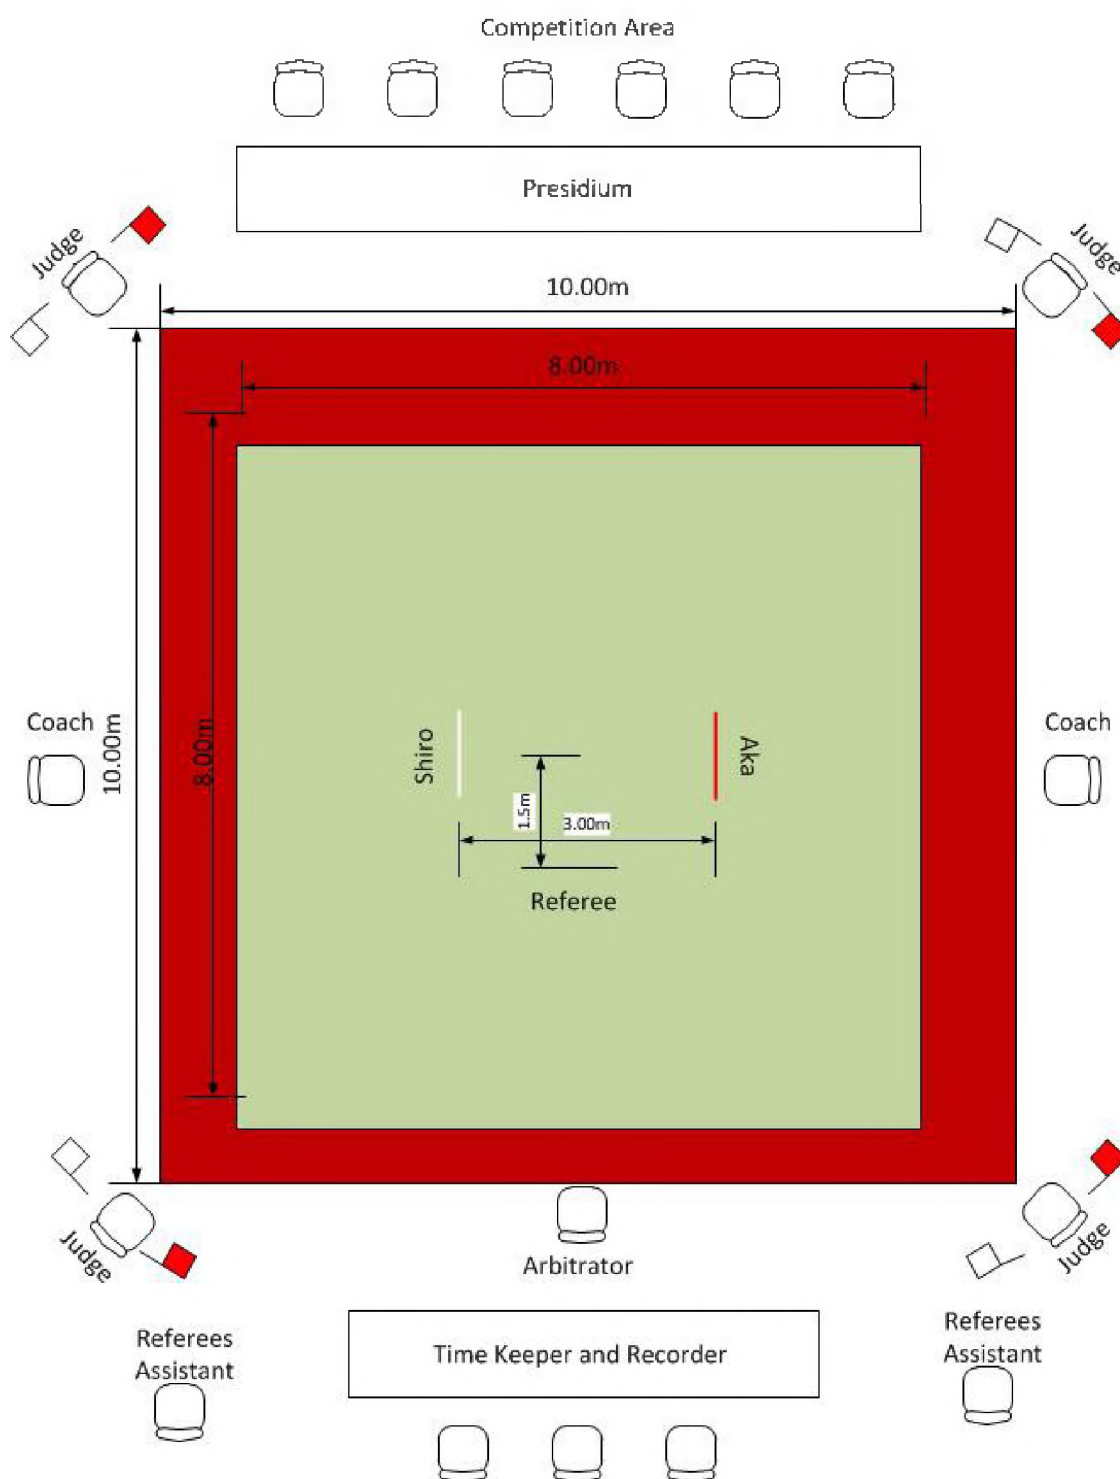 Competition Area
Presidium
Judge
Judge
10.00m
8.00m
Coach
10.00m
8.00m
Shiro
Aka
Coach
1.5m
3.00m
Referee
Judge
Judge
Arbitrator
Referees
Assistant
Time Keeper and Recorder
Referees
Assistant